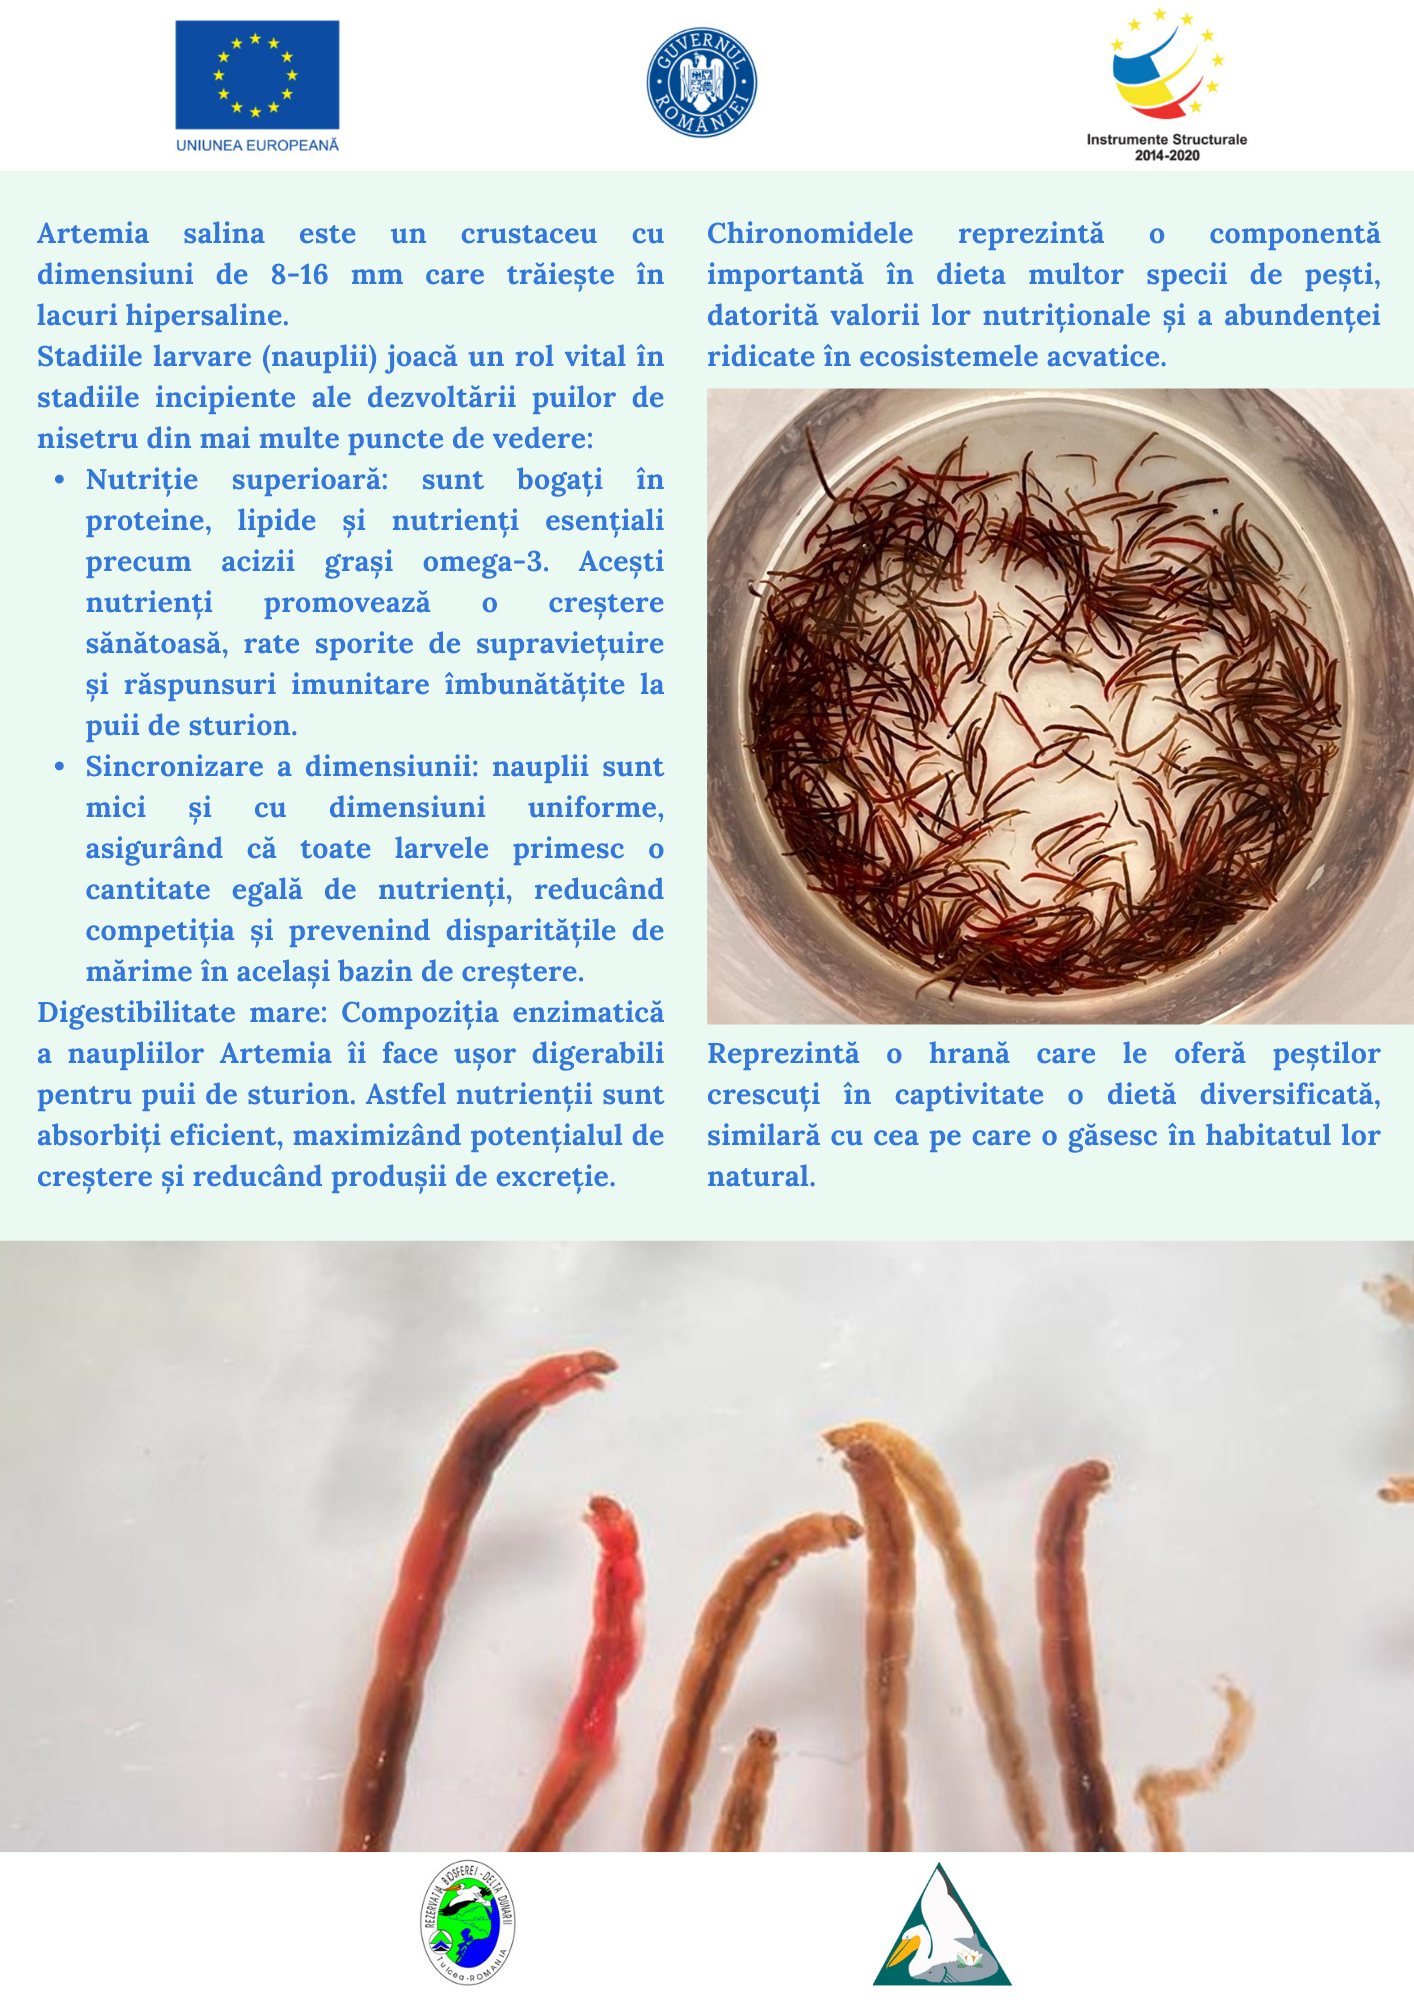 UNIUNEA EUROPEANĂ
GUVERNUL ROMÂNIEI
Instrumente Structurale
2014-2020
Artemia salina este un crustaceu cu
dimensiuni de 8-16 mm care trăiește în
lacuri hipersaline.
Stadiile larvare (nauplii) joacă un rol vital în
stadiile incipiente ale dezvoltării puilor de
nisetru din mai multe puncte de vedere:
• Nutriție superioară: sunt bogați în
proteine, lipide și nutrienți esențiali
precum acizii grași omega-3. Acești
nutrienți promovează o creștere
sănătoasă, rate sporite de supraviețuire
și răspunsuri imunitare îmbunătățite la
puii de sturion.
• Sincronizare a dimensiunii: nauplii sunt
mici și cu dimensiuni uniforme,
asigurând că toate larvele primesc o
cantitate egală de nutrienți, reducând
competiția și prevenind disparitățile de
mărime în același bazin de creștere.
Digestibilitate mare: Compoziția enzimatică
a naupliilor Artemia îi face ușor digerabili
pentru puii de sturion. Astfel nutrienții sunt
absorbiți eficient, maximizând potențialul de
creștere și reducând produșii de excreție.
Chironomidele reprezintă o componentă
importantă în dieta multor specii de pești,
datorită valorii lor nutriționale și a abundenței
ridicate în ecosistemele acvatice.
Reprezintă o hrană care le oferă peștilor
crescuți în captivitate o dietă diversificată,
similară cu cea pe care o găsesc în habitatul lor
natural.
REZERVAȚIA BIOSFEREI - DELTA DUNĂRII
Tulcea - ROMANIA